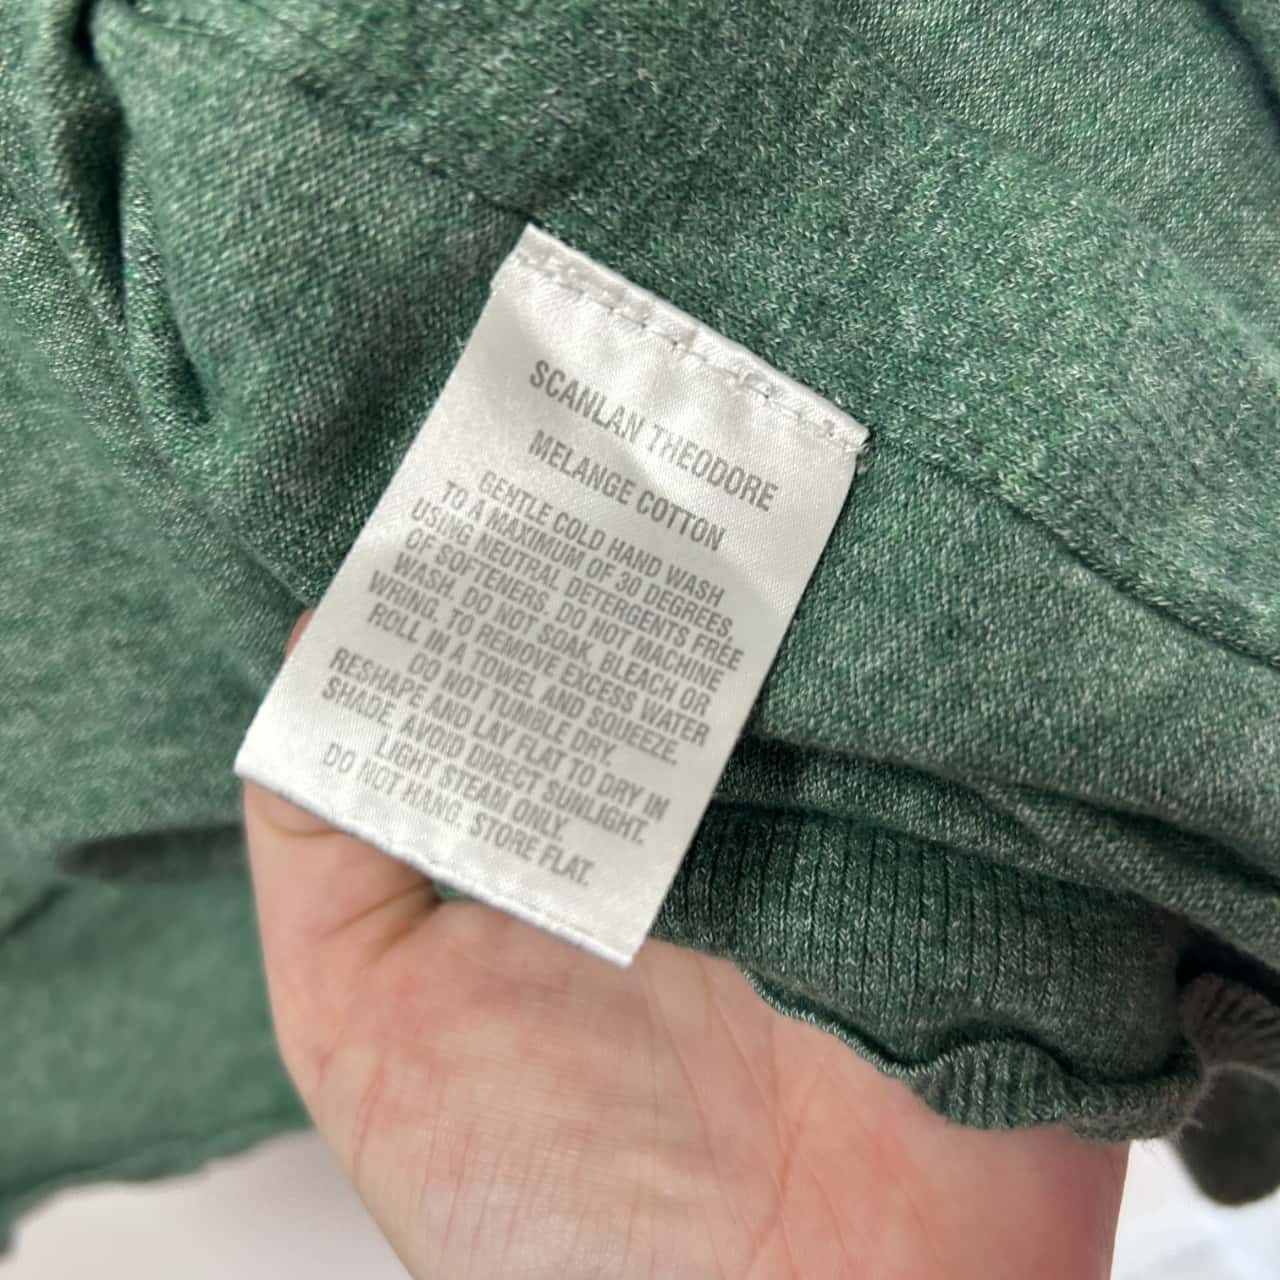 SCANLAN THEODORE
MELANGE COTTON
GENTLE COLD HAND WASH
TO A MAXIMUM OF 30 DEGREES,
USING NEUTRAL DETERGENTS FREE
OF SOFTENERS. DO NOT MACHINE
WASH. DO NOT SOAK, BLEACH OR
WRING. TO REMOVE EXCESS WATER
ROLL IN A TOWEL AND SQUEEZE.
DO NOT TUMBLE DRY.
RESHAPE AND LAY FLAT TO DRY IN
SHADE. AVOID DIRECT SUNLIGHT.
LIGHT STEAM ONLY.
DO NOT HANG. STORE FLAT.